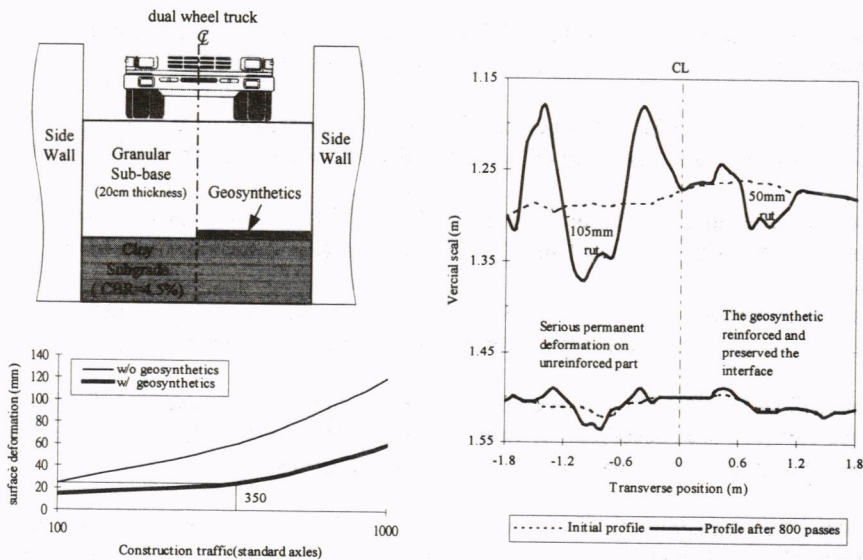 dual wheel truck
℄
Side
Wall
Granular
Sub-base
(20cm thickness)
Geosynthetics
Side
Wall
Clay
Subgrade
( CBR=4.5%)
140
120
100
80
60
40
20
0
surface deformation (mm)
w/o geosynthetics
w/ geosynthetics
350
100
1000
Construction traffic(standard axles)
CL
1.15
1.25
1.35
1.45
1.55
Vercial scal (m)
105mm
rut
50mm
rut
Serious permanent
deformation on
unreinforced part
The geosynthetic
reinforced and
preserved the
interface
-1.8
-1.2
-0.6
0
0.6
1.2
1.8
Transverse position (m)
Initial profile
Profile after 800 passes